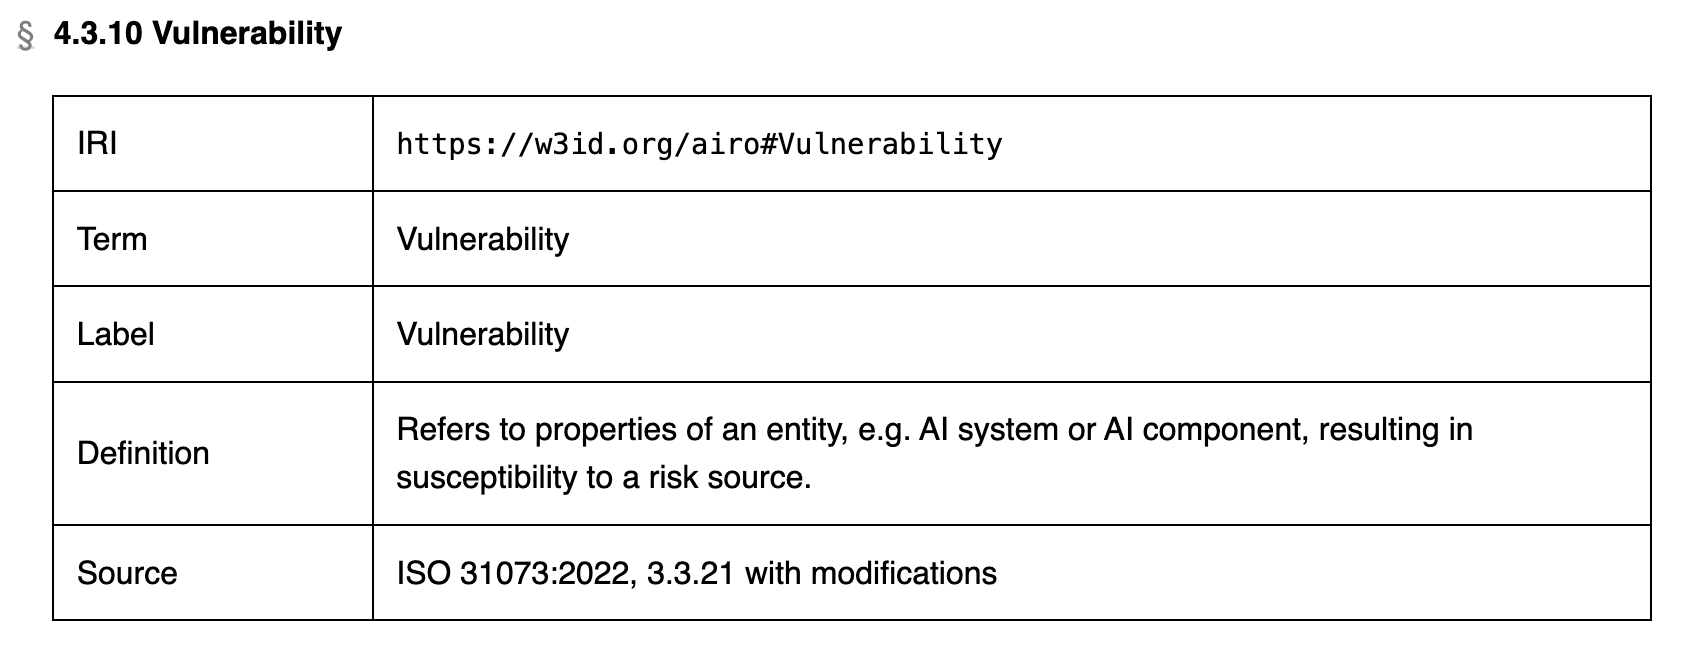 § 4.3.10 Vulnerability
IRI
https://w3id.org/airo#Vulnerability
Term
Vulnerability
Label
Vulnerability
Definition
Refers to properties of an entity, e.g. AI system or AI component, resulting in
susceptibility to a risk source.
Source
ISO 31073:2022, 3.3.21 with modifications